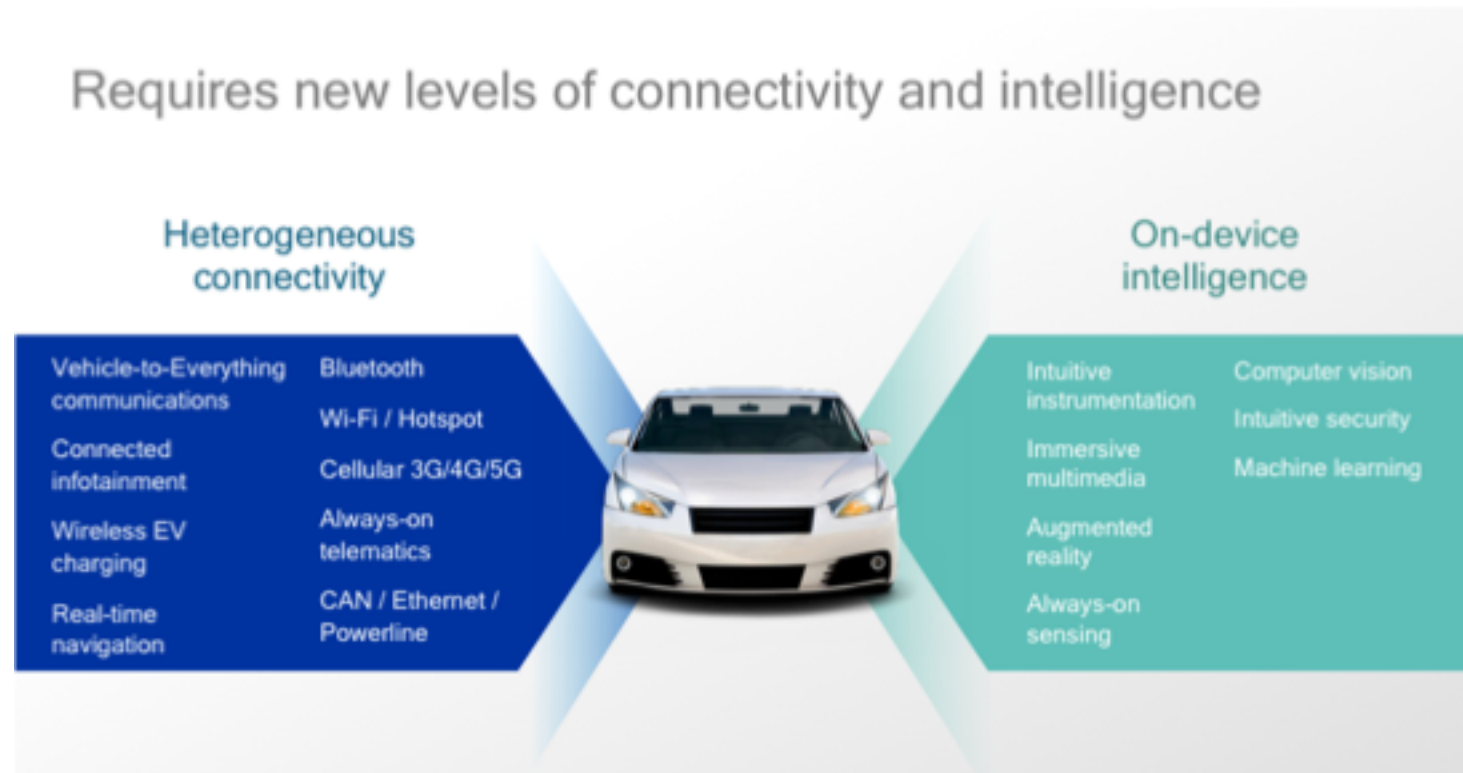 Requires new levels of connectivity and intelligence
Heterogeneous
connectivity
Vehicle-to-Everything
communications
Connected
infotainment
Wireless EV
charging
Real-time
navigation
Bluetooth
Wi-Fi / Hotspot
Cellular 3G/4G/5G
Always-on
telematics
CAN / Ethernet /
Powerline
On-device
intelligence
Intuitive
instrumentation
Immersive
multimedia
Augmented
reality
Always-on
sensing
Computer vision
Intuitive security
Machine learning